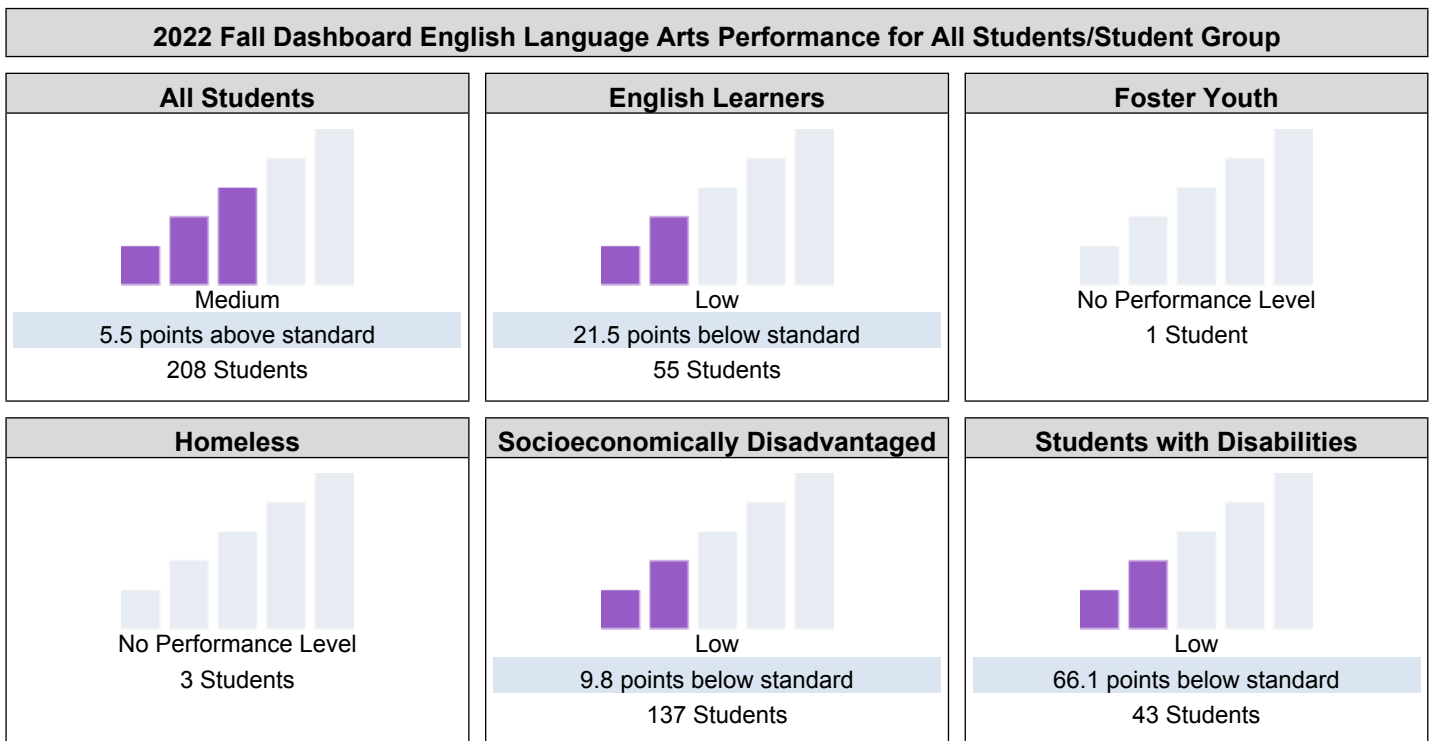 2022 Fall Dashboard English Language Arts Performance for All Students/Student Group
All Students
Medium
5.5 points above standard
208 Students
English Learners
Low
21.5 points below standard
55 Students
Foster Youth
No Performance Level
1 Student
Homeless
No Performance Level
3 Students
Socioeconomically Disadvantaged
Low
9.8 points below standard
137 Students
Students with Disabilities
Low
66.1 points below standard
43 Students